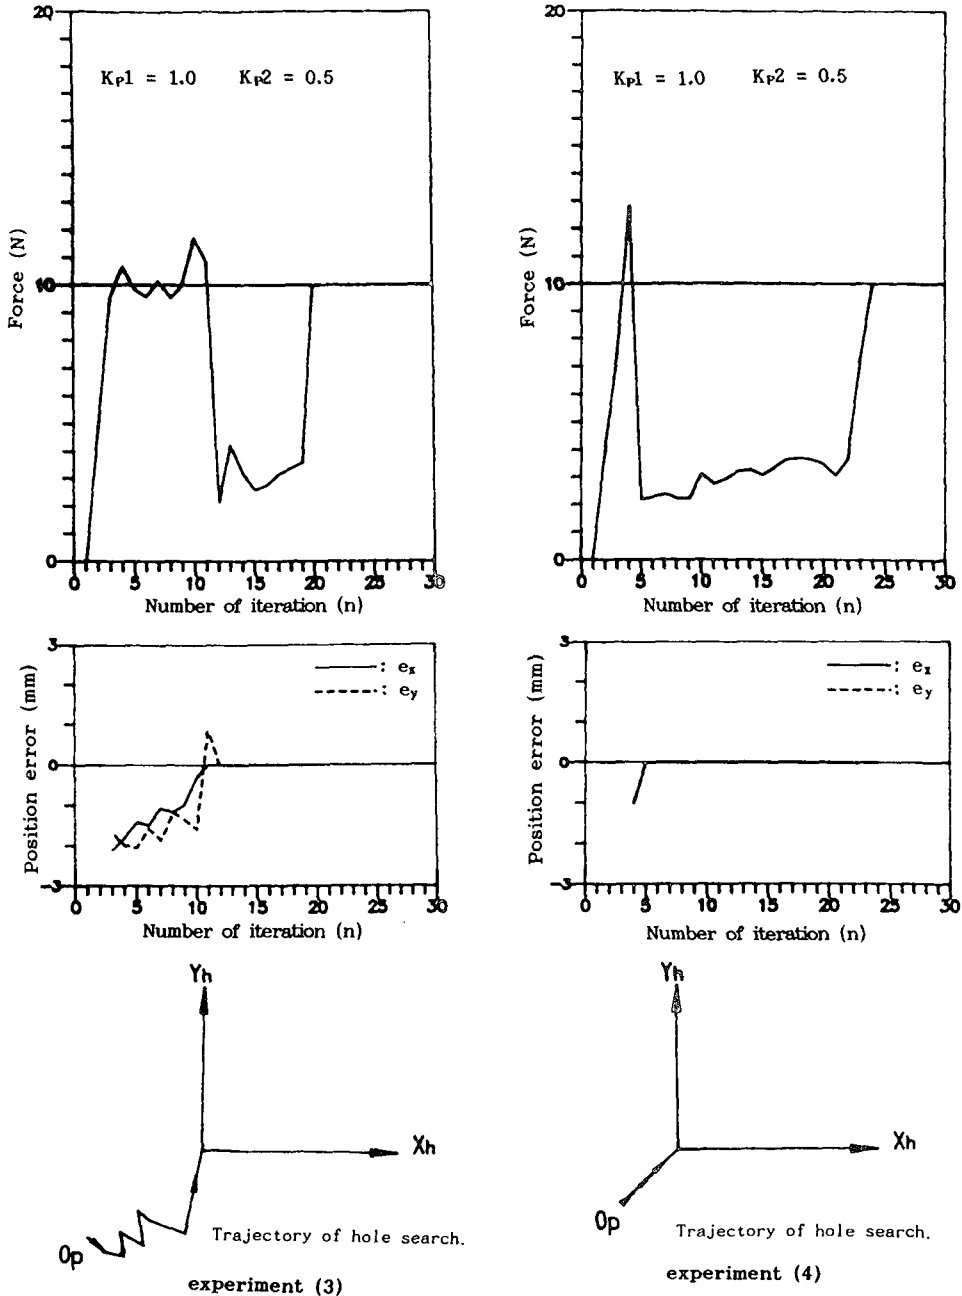 20
Kp1 = 1.0 Kp2 = 0.5
Force (N)
10
0
0 5 10 15 20 25 30
Number of iteration (n)
3
: ex
: ey
Position error (mm)
0
-3
0 5 10 15 20 25 30
Number of iteration (n)
Yh
Xh
Op
Trajectory of hole search.
experiment (3)
20
Kp1 = 1.0 Kp2 = 0.5
Force (N)
10
0
0 5 10 15 20 25 30
Number of iteration (n)
3
: ex
: ey
Position error (mm)
0
-3
0 5 10 15 20 25 30
Number of iteration (n)
Yh
Xh
Op
Trajectory of hole search.
experiment (4)